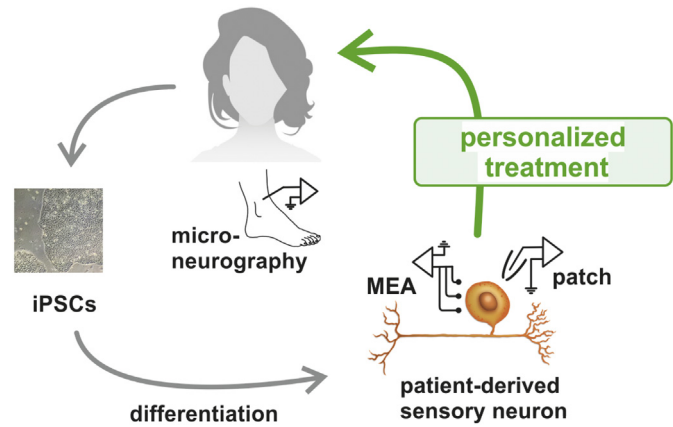 personalized
treatment
micro-
neurography
iPSCs
MEA
patch
differentiation
patient-derived
sensory neuron